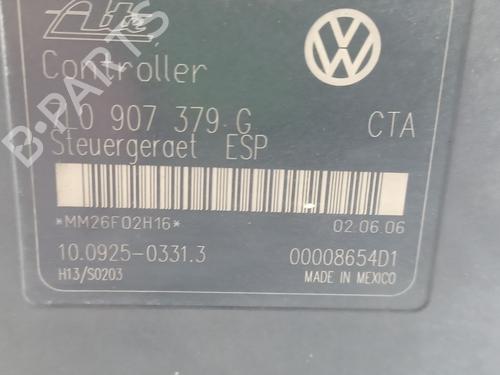 Ate
Controller
907 379 G CTA
Steuergeraet ESP
*MM26F02H16* 02.06.06
10.0925-0331.3 00008654D1
H13/S0203 MADE IN MEXICO
B-PARTS